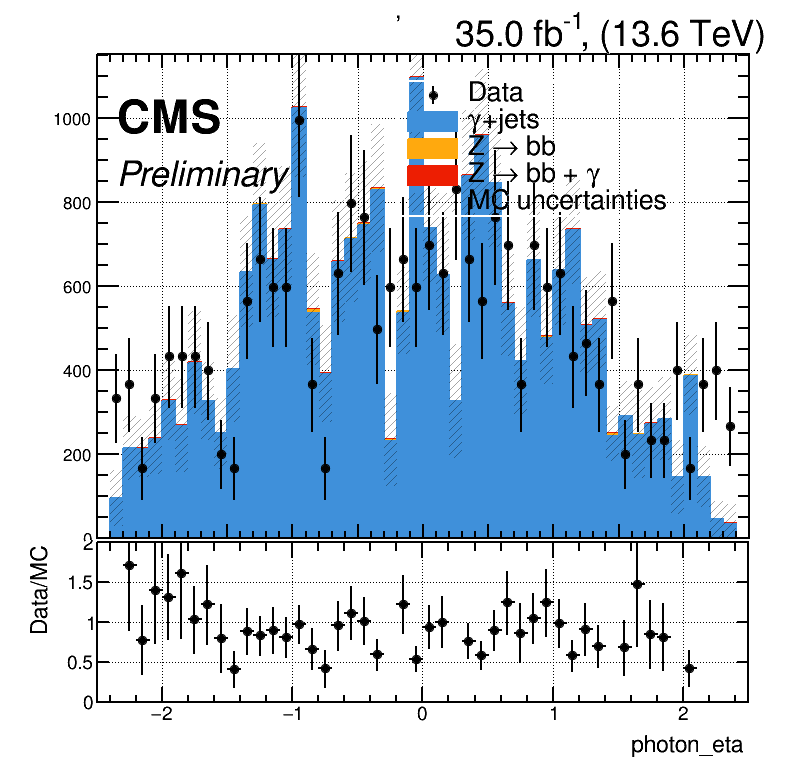 ,
35.0 fb-1, (13.6 TeV)
CMS
Preliminary
Data
γ+jets
Z → bb
Z → bb + γ
MC uncertainties
1000
800
600
400
200
0
Data/MC
2
1.5
1
0.5
0
−2 −1 0 1 2
photon_eta